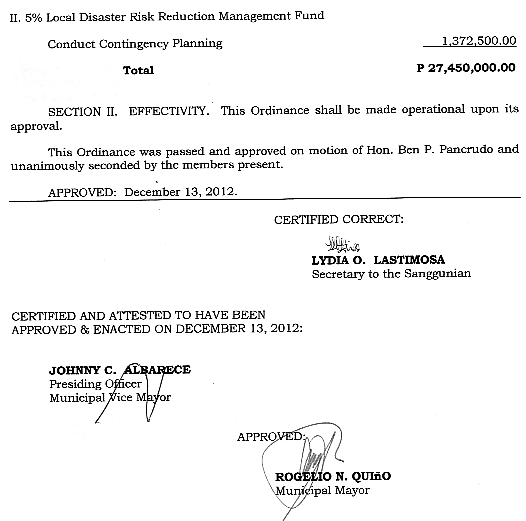 II. 5% Local Disaster Risk Reduction Management Fund
Conduct Contingency Planning 1,372,500.00
Total P 27,450,000.00
SECTION II. EFFECTIVITY. This Ordinance shall be made operational upon its
approval.
This Ordinance was passed and approved on motion of Hon. Ben P. Pancrudo and
unanimously seconded by the members present.
APPROVED: December 13, 2012.
CERTIFIED CORRECT:
LYDIA O. LASTIMOSA
Secretary to the Sanggunian
CERTIFIED AND ATTESTED TO HAVE BEEN
APPROVED & ENACTED ON DECEMBER 13, 2012:
JOHNNY C. ALBARECE
Presiding Officer
Municipal Vice Mayor
APPROVED:
ROGELIO N. QUIñO
Municipal Mayor